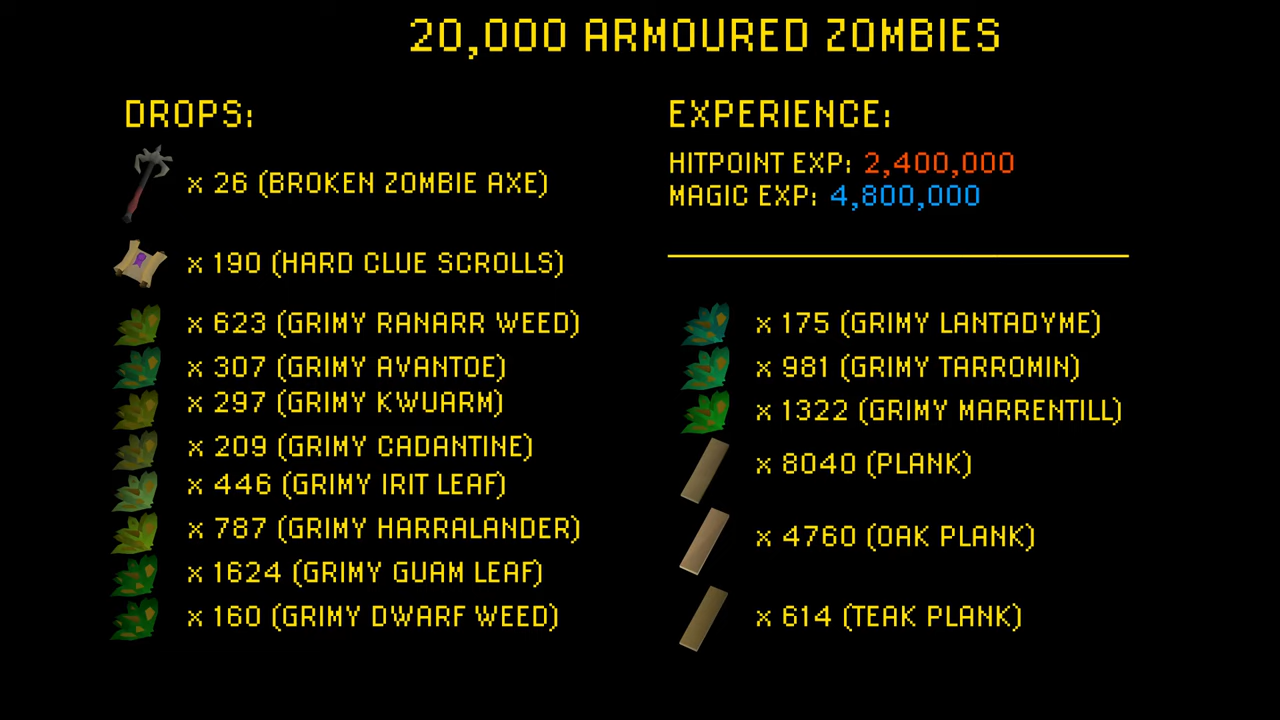 20,000 ARMOURED ZOMBIES
DROPS:
x 26 (BROKEN ZOMBIE AXE)
x 190 (HARD CLUE SCROLLS)
x 623 (GRIMY RANARR WEED)
x 307 (GRIMY AVANTOE)
x 297 (GRIMY KWUARM)
x 209 (GRIMY CADANTINE)
x 446 (GRIMY IRIT LEAF)
x 787 (GRIMY HARRALANDER)
x 1624 (GRIMY GUAM LEAF)
x 160 (GRIMY DWARF WEED)
EXPERIENCE:
HITPOINT EXP: 2,400,000
MAGIC EXP: 4,800,000
x 175 (GRIMY LANTADYME)
x 981 (GRIMY TARROMIN)
x 1322 (GRIMY MARRENTILL)
x 8040 (PLANK)
x 4760 (OAK PLANK)
x 614 (TEAK PLANK)